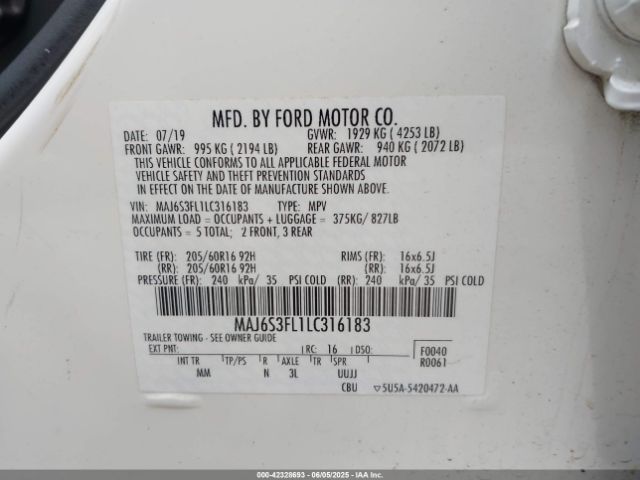 MFD. BY FORD MOTOR CO.
DATE: 07/19 GVWR: 1929 KG ( 4253 LB)
FRONT GAWR: 995 KG ( 2194 LB) REAR GAWR: 940 KG ( 2072 LB)
THIS VEHICLE CONFORMS TO ALL APPLICABLE FEDERAL MOTOR
VEHICLE SAFETY AND THEFT PREVENTION STANDARDS
IN EFFECT ON THE DATE OF MANUFACTURE SHOWN ABOVE.
VIN: MAJ6S3FL1LC316183 TYPE: MPV
MAXIMUM LOAD = OCCUPANTS + LUGGAGE = 375KG/ 827LB
OCCUPANTS = 5 TOTAL; 2 FRONT, 3 REAR
TIRE (FR): 205/60R16 92H RIMS (FR): 16x6.5J
(RR): 205/60R16 92H (RR): 16x6.5J
PRESSURE (FR): 240 kPa/ 35 PSI COLD (RR): 240 kPa/ 35 PSI COLD
MAJ6S3FL1LC316183
TRAILER TOWING - SEE OWNER GUIDE
EXT PNT: RC: 16 DSO: F0040
R0061
INT TR TP/PS R AXLE TR SPR
MM N 3L UUJJ
CBU ▽5U5A-5420472-AA
© 000-42328693 - 06/05/2025 - IAA, Inc.